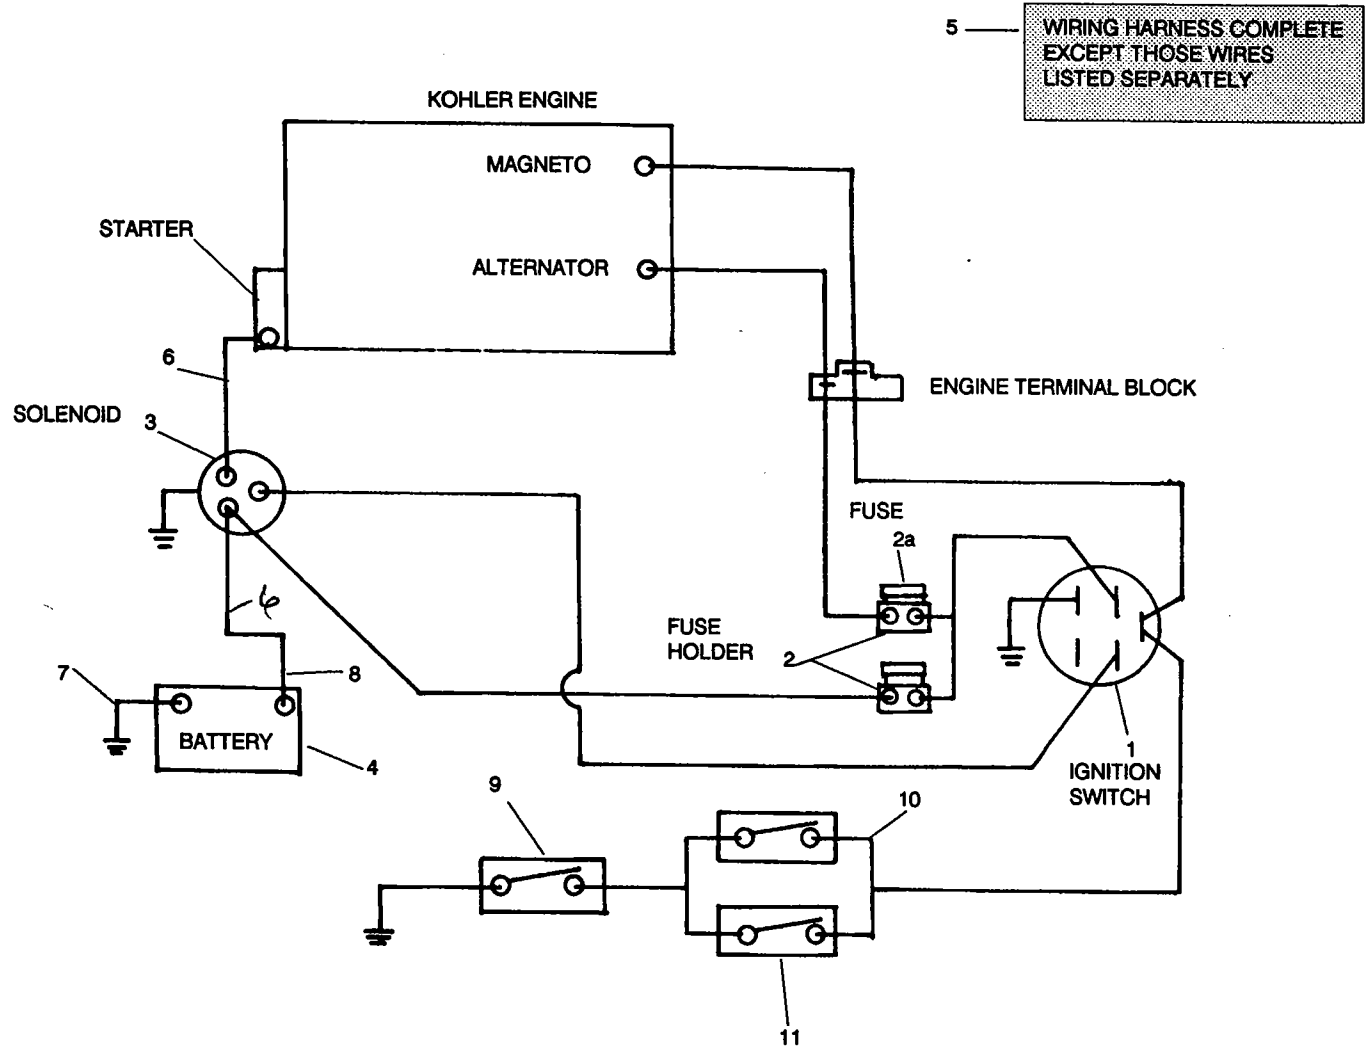 5
WIRING HARNESS COMPLETE
EXCEPT THOSE WIRES
LISTED SEPARATELY
KOHLER ENGINE
MAGNETO
STARTER
ALTERNATOR
6
ENGINE TERMINAL BLOCK
SOLENOID
3
FUSE
2a
6
FUSE
HOLDER
2
7
8
BATTERY
4
1
IGNITION
SWITCH
9
10
11